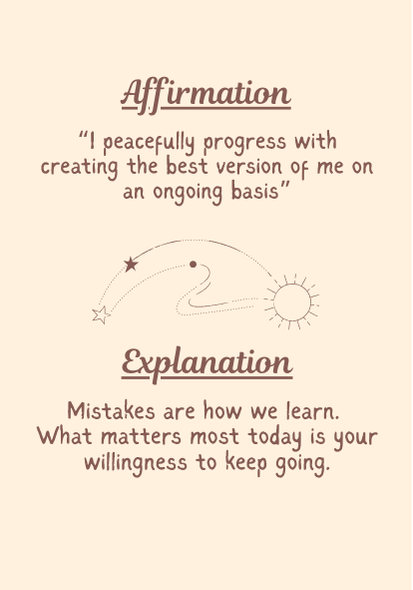 Affirmation
“I peacefully progress with
creating the best version of me on
an ongoing basis”
Explanation
Mistakes are how we learn.
What matters most today is your
willingness to keep going.